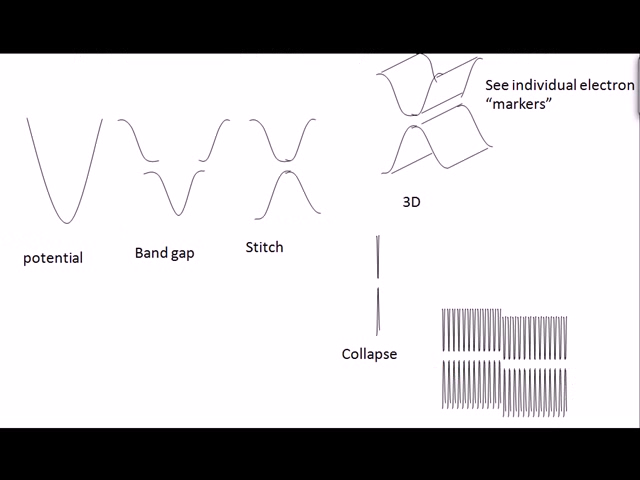 See individual electron
“markers”
3D
potential
Band gap
Stitch
Collapse